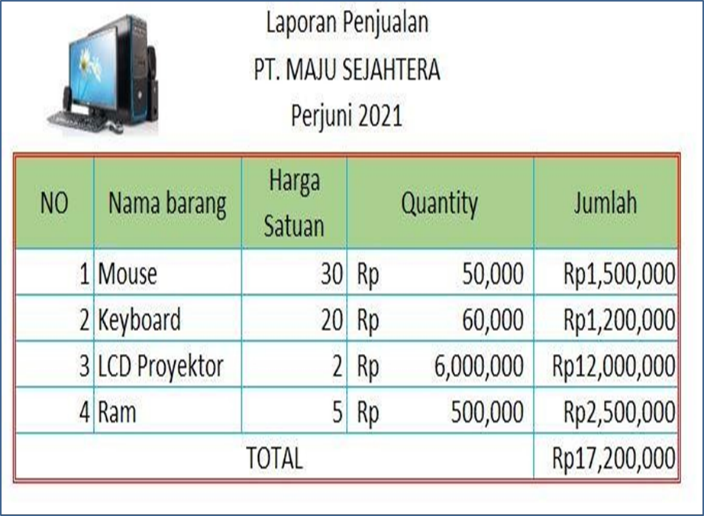 Laporan Penjualan
PT. MAJU SEJAHTERA
Perjuni 2021
NO Nama barang Harga Satuan Quantity Jumlah
1 Mouse 30 Rp 50,000 Rp1,500,000
2 Keyboard 20 Rp 60,000 Rp1,200,000
3 LCD Proyektor 2 Rp 6,000,000 Rp12,000,000
4 Ram 5 Rp 500,000 Rp2,500,000
TOTAL Rp17,200,000